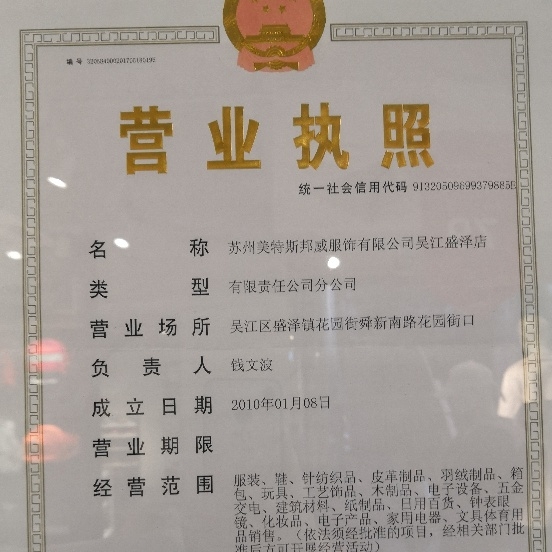 编 号 320584000201706130198
营业执照
统一社会信用代码 91320509699379885E
名称 苏州美特斯邦威服饰有限公司吴江盛泽店
类型 有限责任公司分公司
营业场所 吴江区盛泽镇花园街舜新南路花园街口
负责人 钱文波
成立日期 2010年01月08日
营业期限
经营范围 服装、鞋、针纺织品、皮革制品、羽绒制品、箱
包、玩具、工艺饰品、木制品、电子设备、五金
交电、建筑材料、纸制品、日用百货、钟表眼
镜、化妆品、电子产品、家用电器、文具体育用
品销售。（依法须经批准的项目，经相关部门批
准后方可开展经营活动）